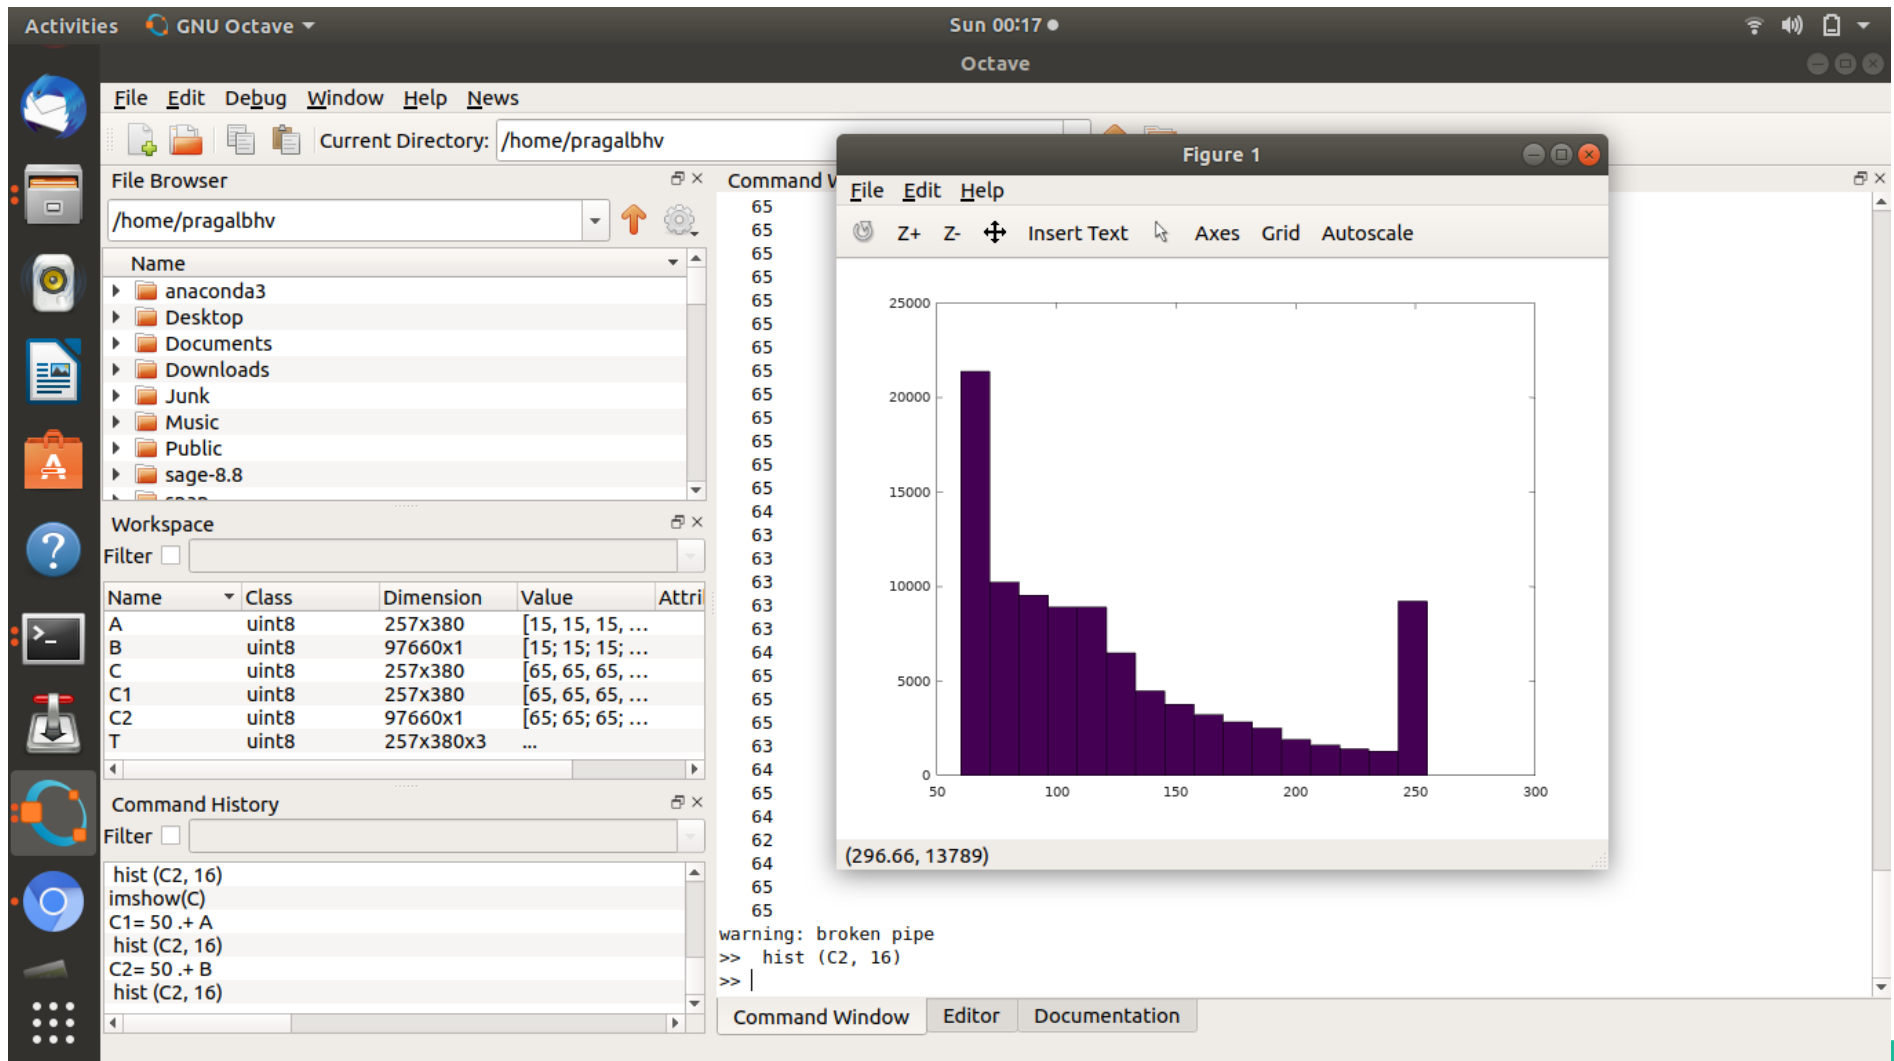 Activities GNU Octave Sun 00:17
Octave
File Edit Debug Window Help News
Current Directory: /home/pragalbhv
File Browser
/home/pragalbhv
Name
anaconda3
Desktop
Documents
Downloads
Junk
Music
Public
sage-8.8
Workspace
Filter
Name Class Dimension Value Attri
A uint8 257x380 [15, 15, 15, ...
B uint8 97660x1 [15; 15; 15; ...
C uint8 257x380 [65, 65, 65, ...
C1 uint8 257x380 [65, 65, 65, ...
C2 uint8 97660x1 [65; 65; 65; ...
T uint8 257x380x3 ...
Command History
Filter
hist (C2, 16)
imshow(C)
C1= 50 .+ A
hist (C2, 16)
C2= 50 .+ B
hist (C2, 16)
Command W
65
65
65
65
65
65
65
65
65
65
65
65
65
64
63
63
63
63
63
64
65
65
65
63
64
65
64
62
64
65
65
warning: broken pipe
>> hist (C2, 16)
>>
Command Window Editor Documentation
Figure 1
File Edit Help
Z+ Z- Insert Text Axes Grid Autoscale
25000
20000
15000
10000
5000
0
50 100 150 200 250 300
(296.66, 13789)